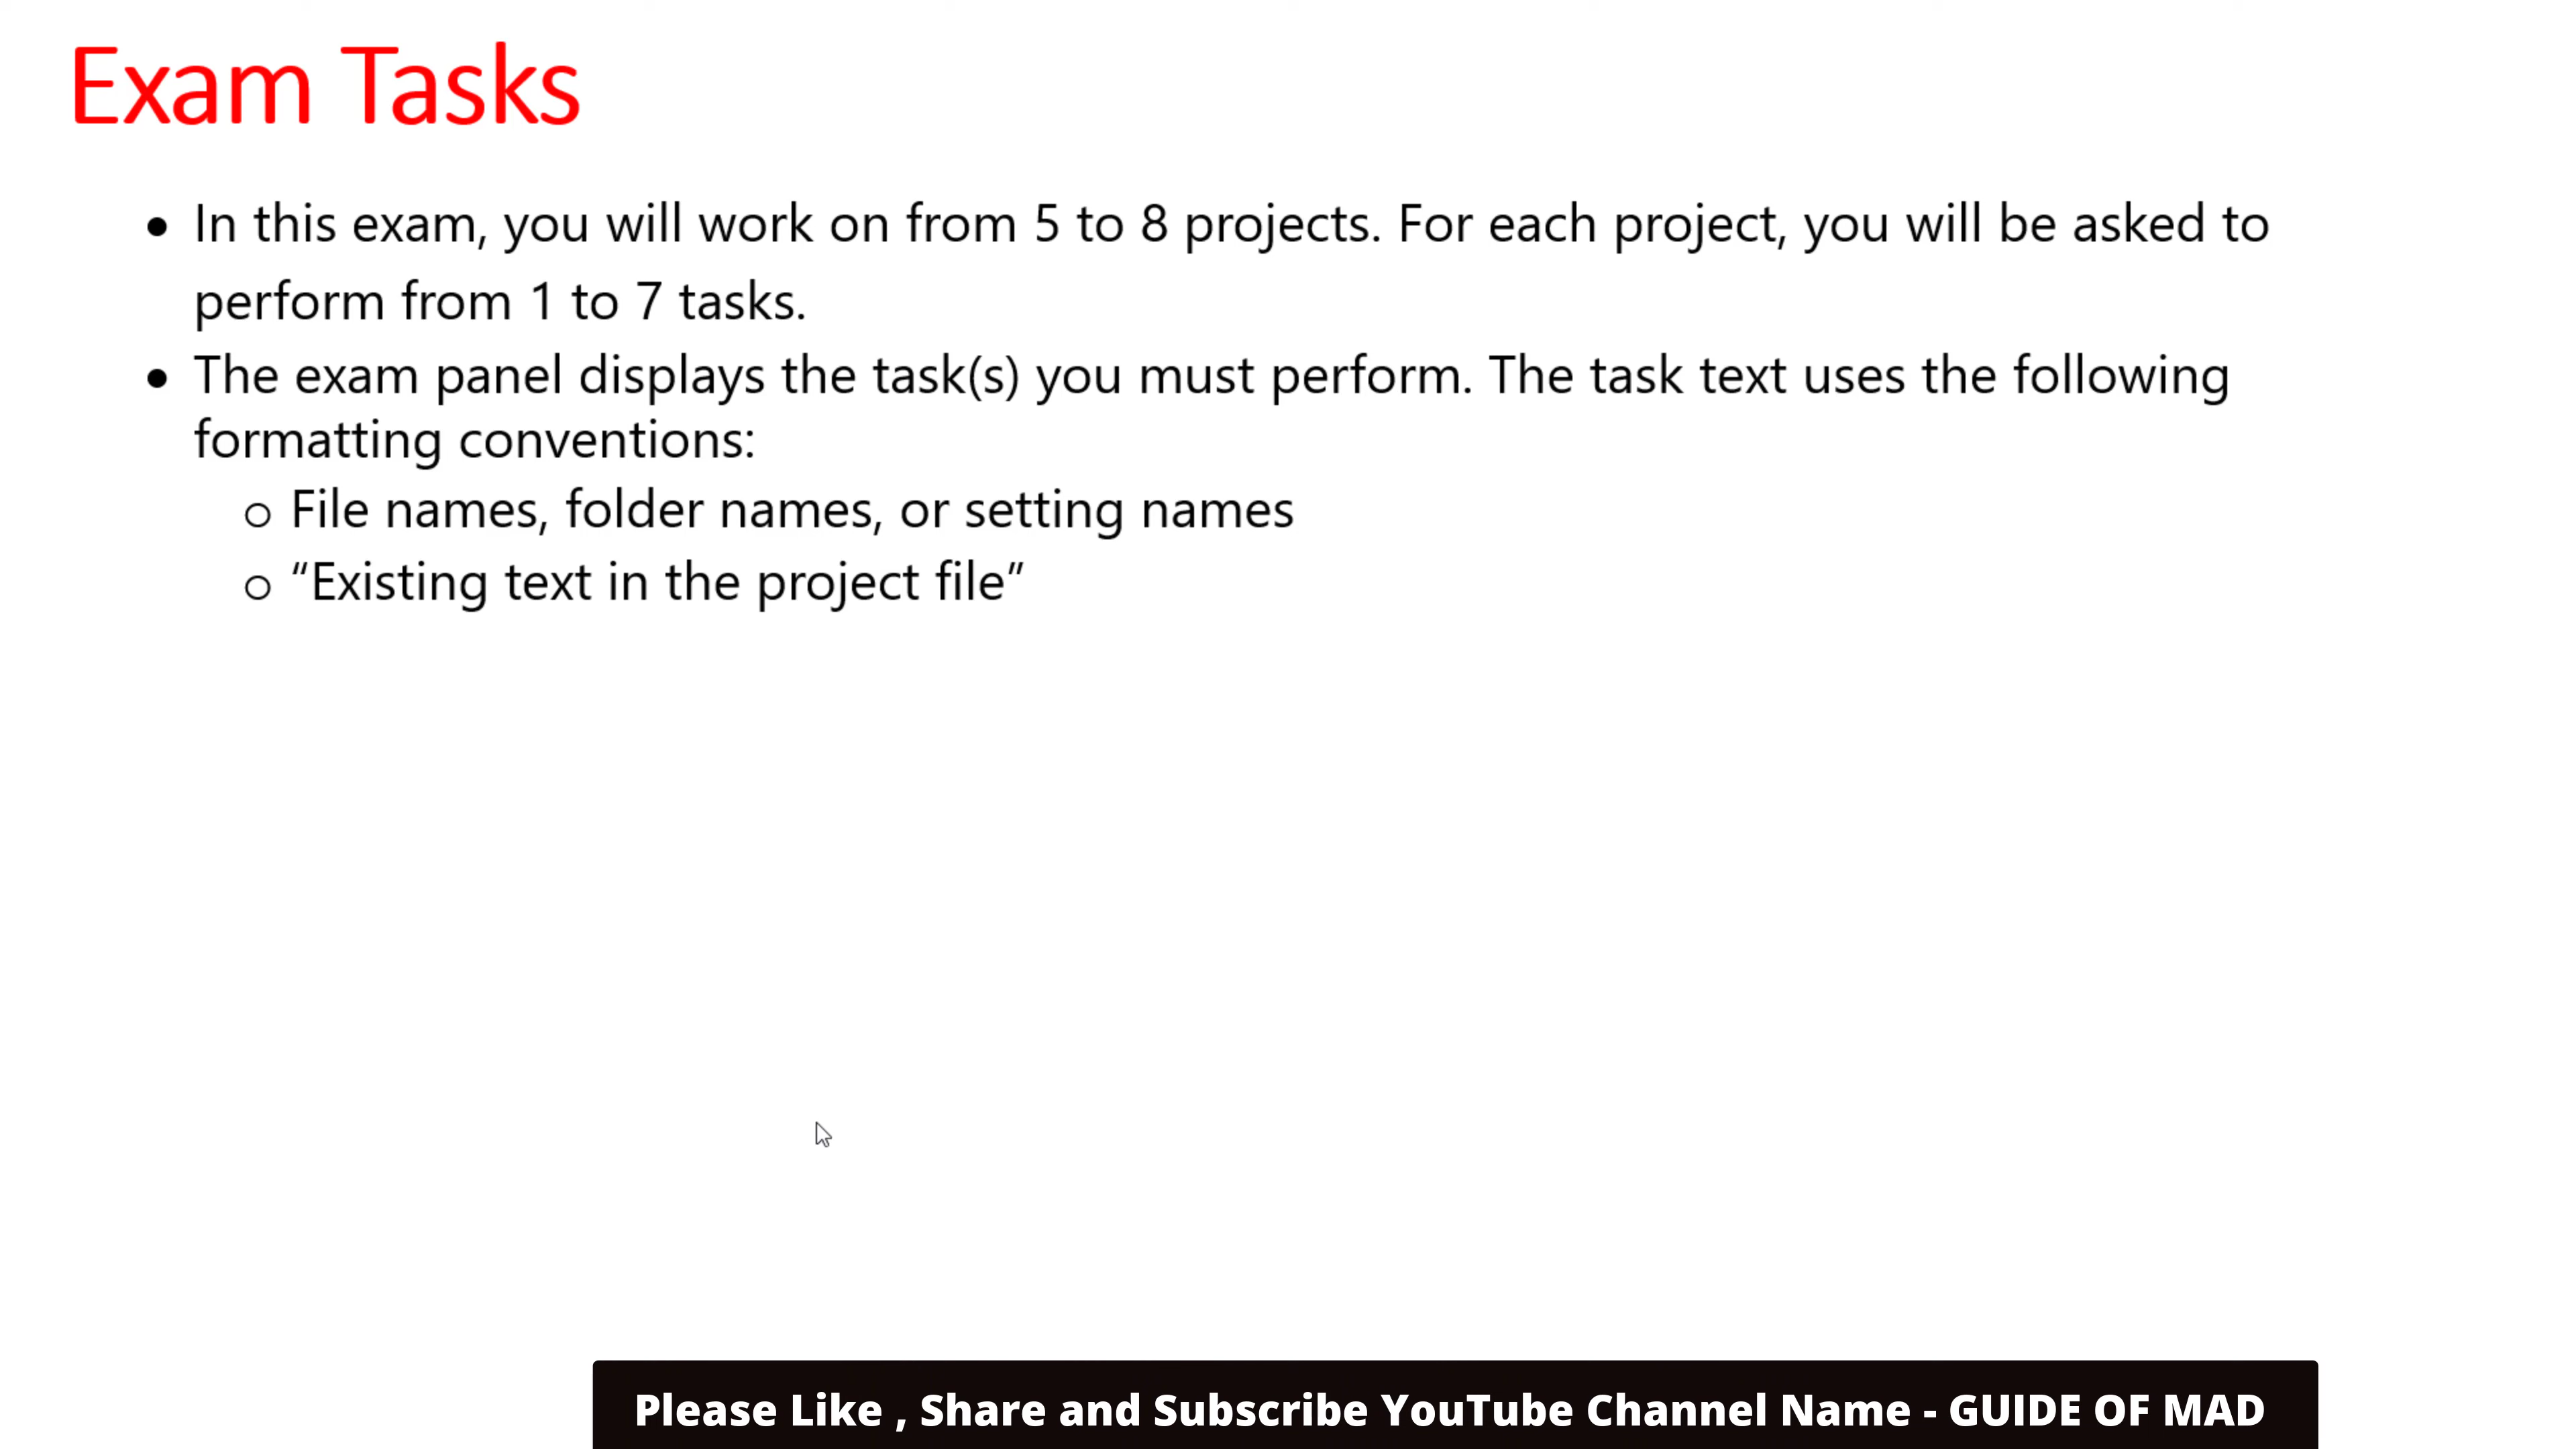 Exam Tasks
• In this exam, you will work on from 5 to 8 projects. For each project, you will be asked to
perform from 1 to 7 tasks.
• The exam panel displays the task(s) you must perform. The task text uses the following
formatting conventions:
o File names, folder names, or setting names
o “Existing text in the project file”
Please Like , Share and Subscribe YouTube Channel Name - GUIDE OF MAD